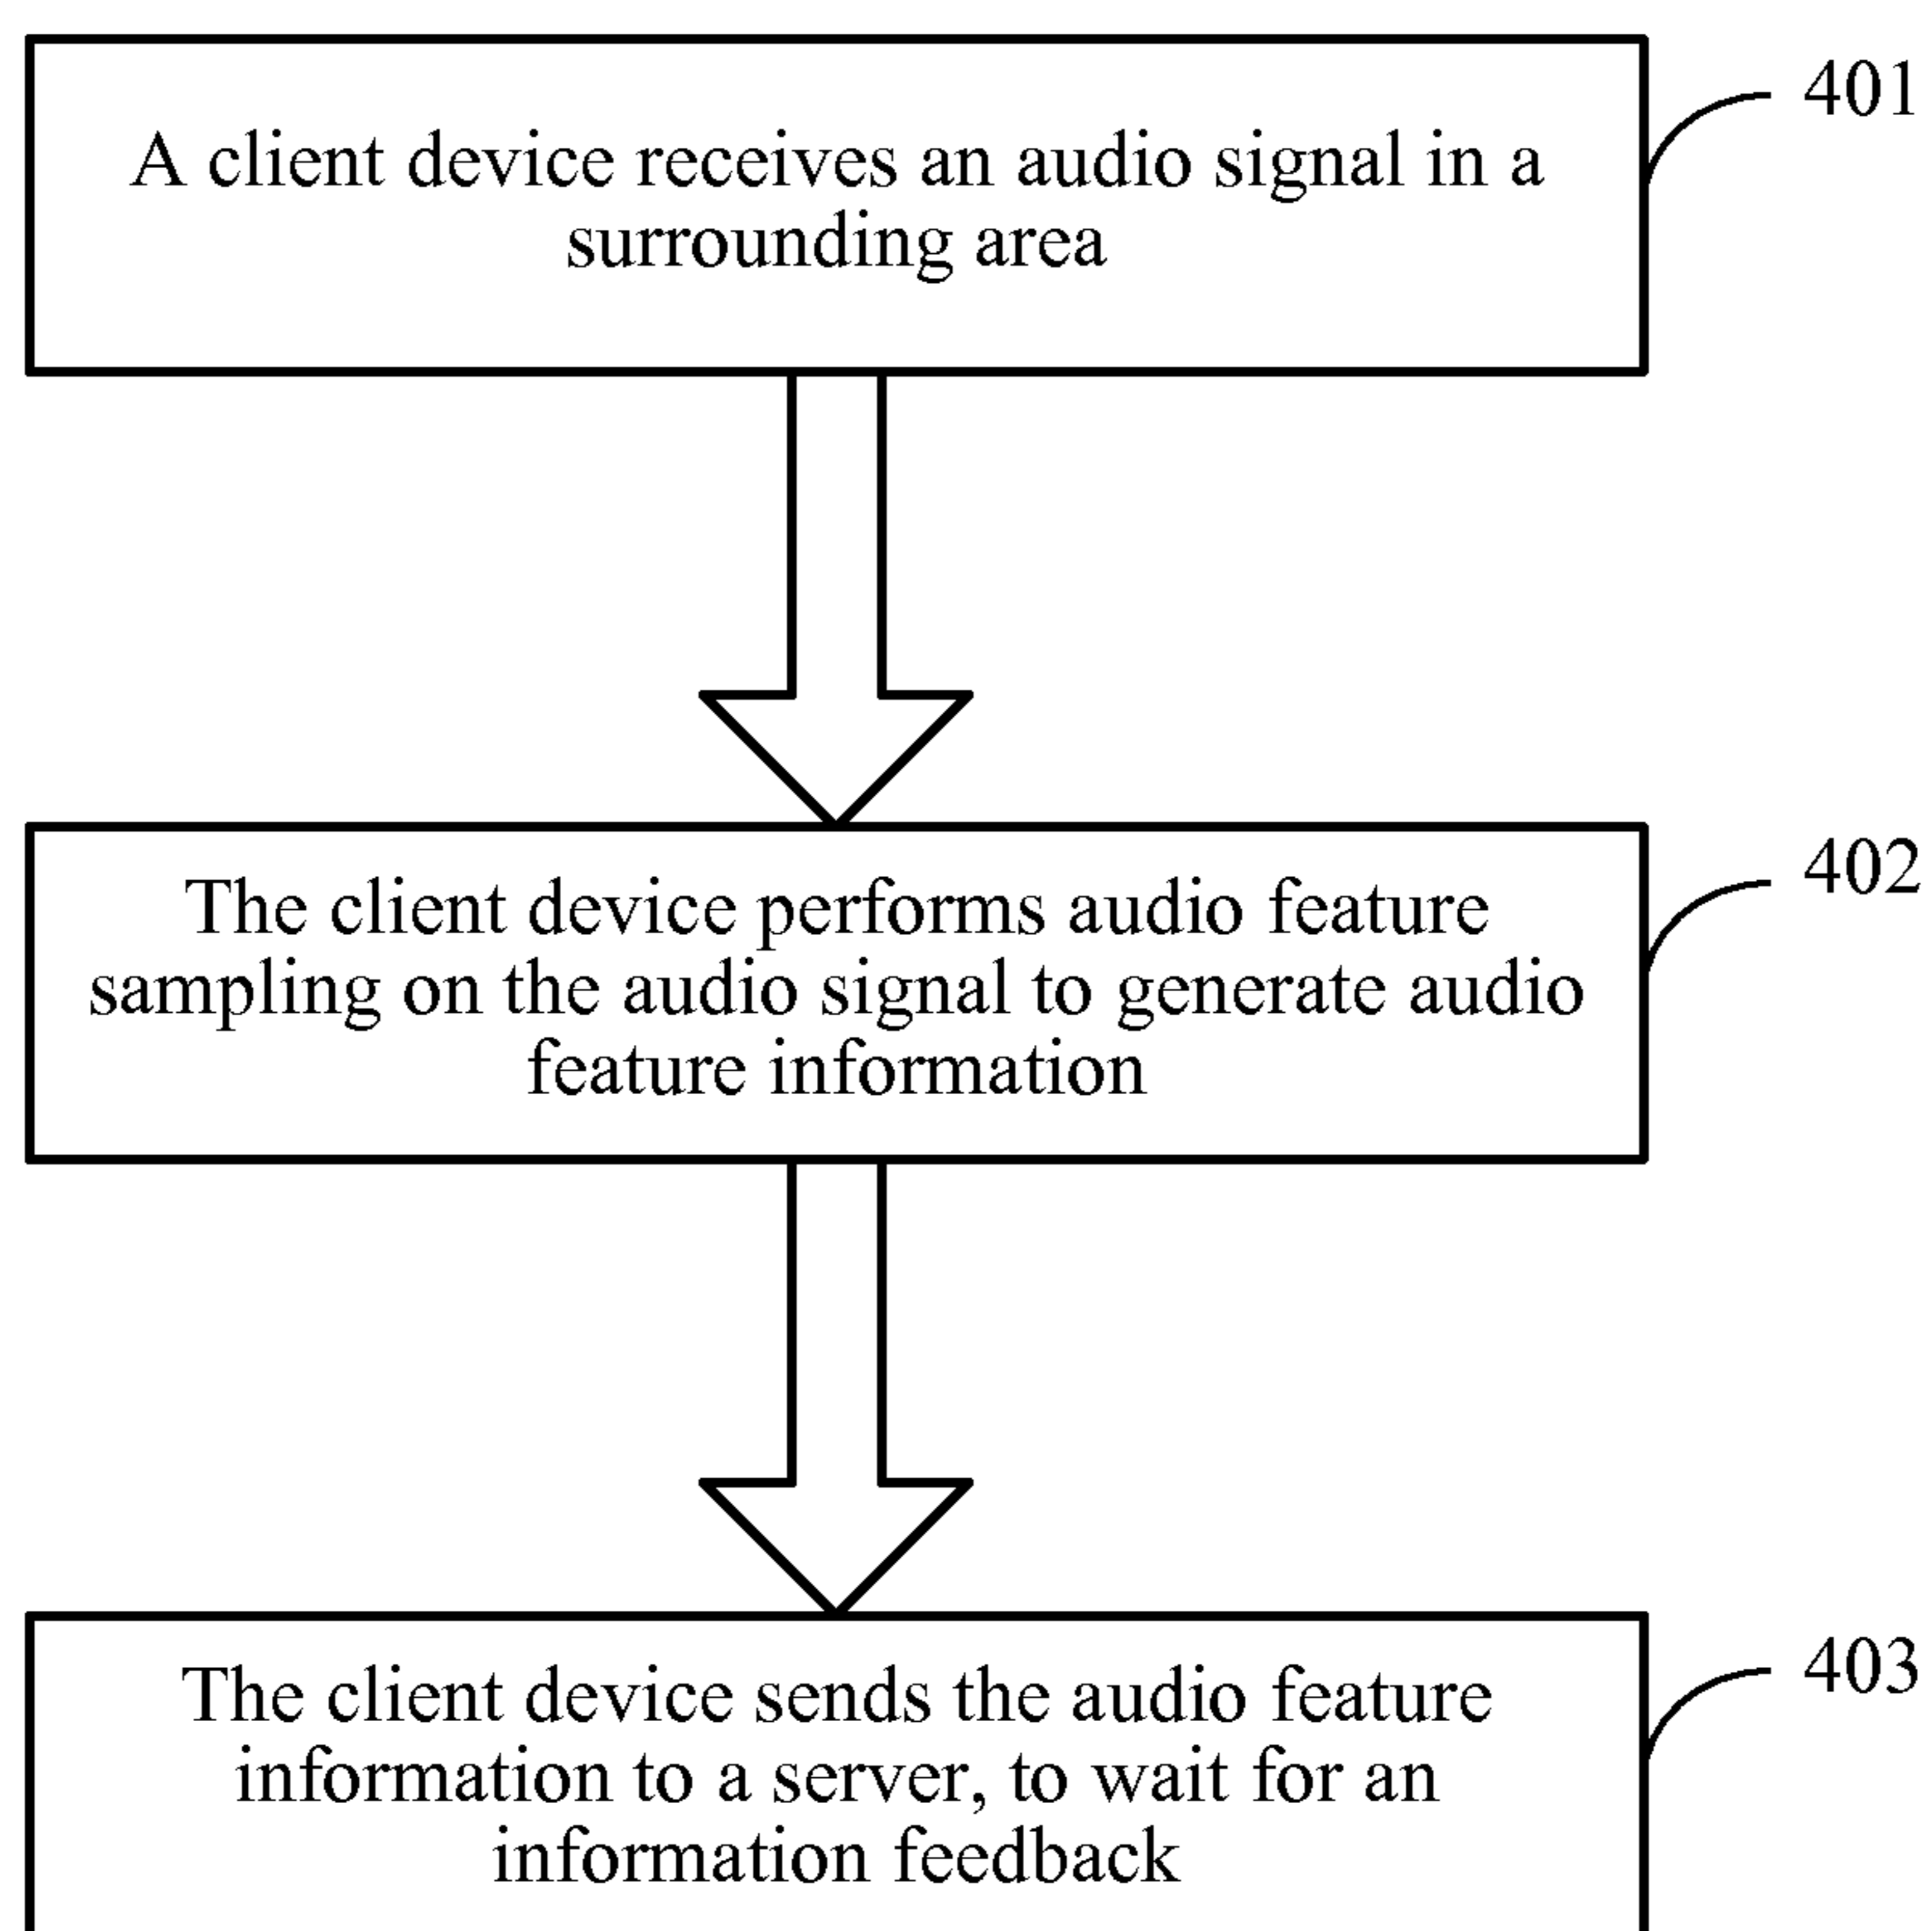 A client device receives an audio signal in a
surrounding area
401
The client device performs audio feature
sampling on the audio signal to generate audio
feature information
402
The client device sends the audio feature
information to a server, to wait for an
information feedback
403